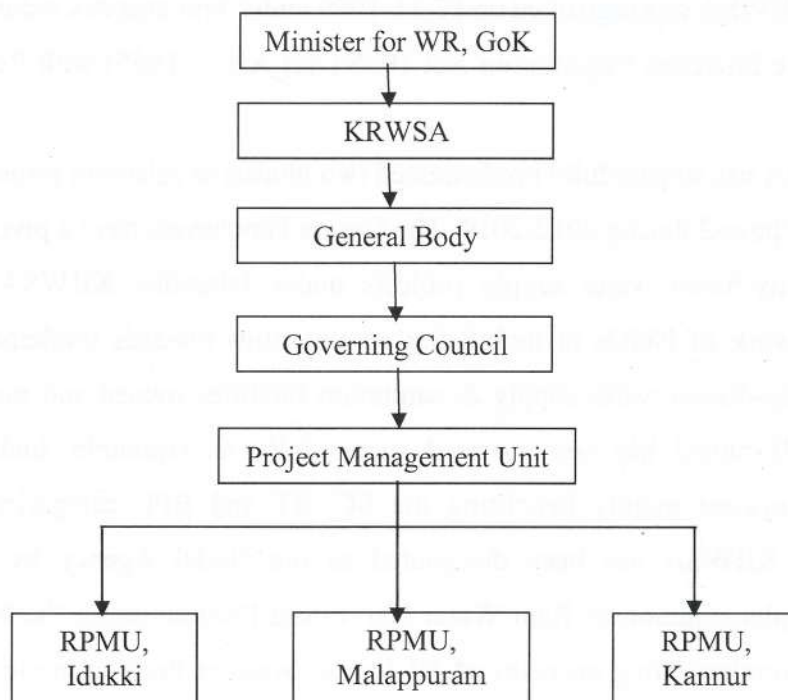 Minister for WR, GoK
KRWSA
General Body
Governing Council
Project Management Unit
RPMU,
Idukki
RPMU,
Malappuram
RPMU,
Kannur